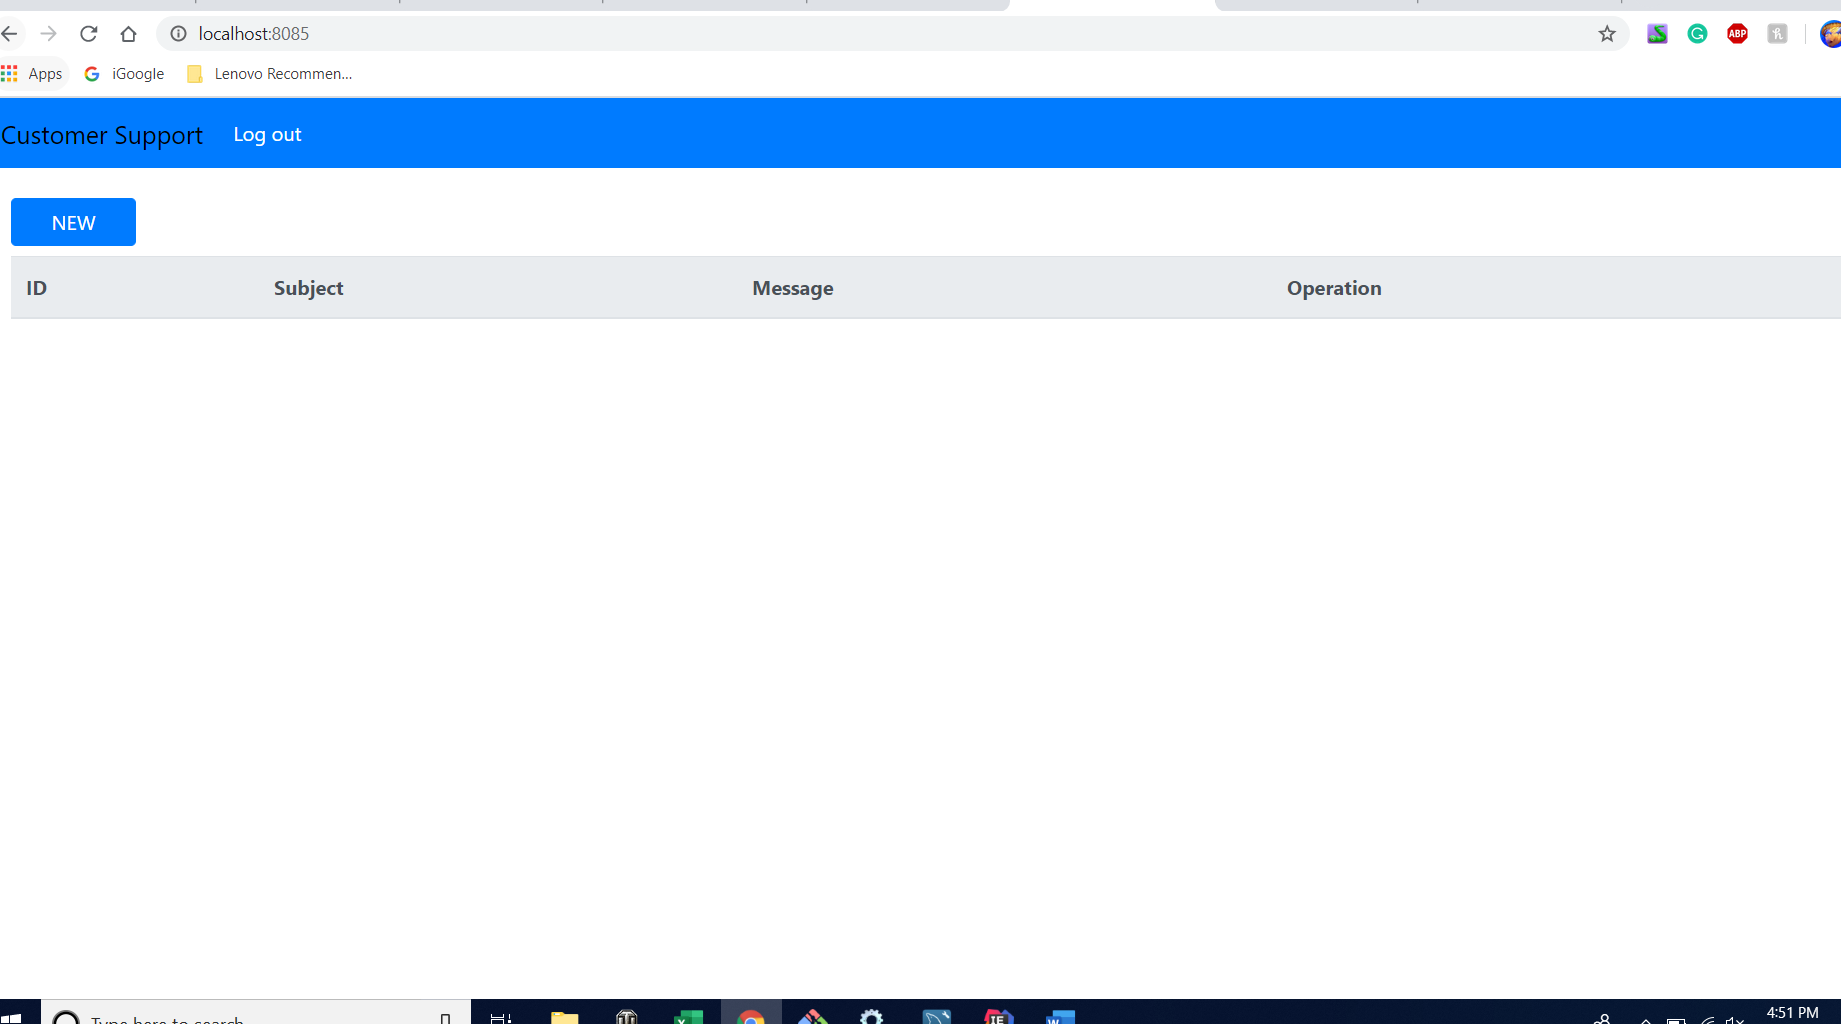 localhost:8085
ABP
Apps iGoogle Lenovo Recommen...
Customer Support Log out
NEW
ID Subject Message Operation
Type here to search
4:51 PM